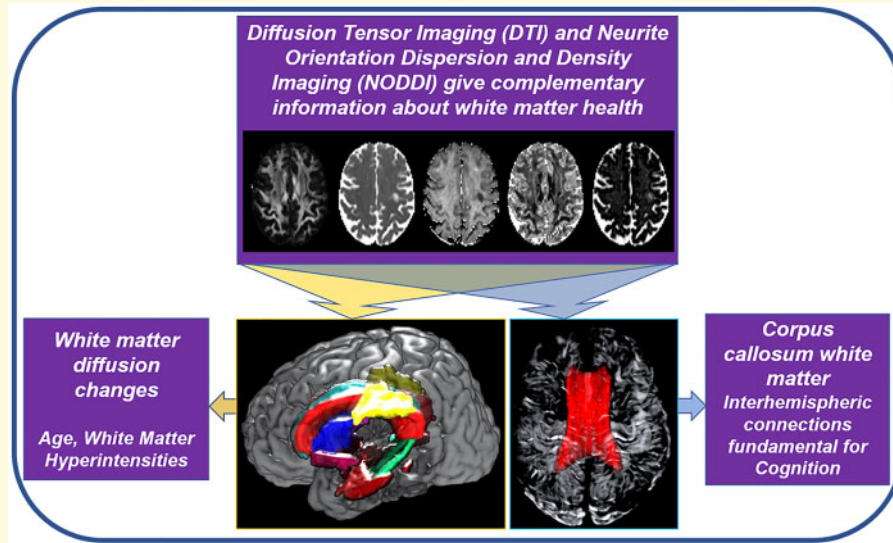 Diffusion Tensor Imaging (DTI) and Neurite
Orientation Dispersion and Density
Imaging (NODDI) give complementary
information about white matter health
White matter
diffusion
changes
Age, White Matter
Hyperintensities
Corpus
callosum white
matter
Interhemispheric
connections
fundamental for
Cognition